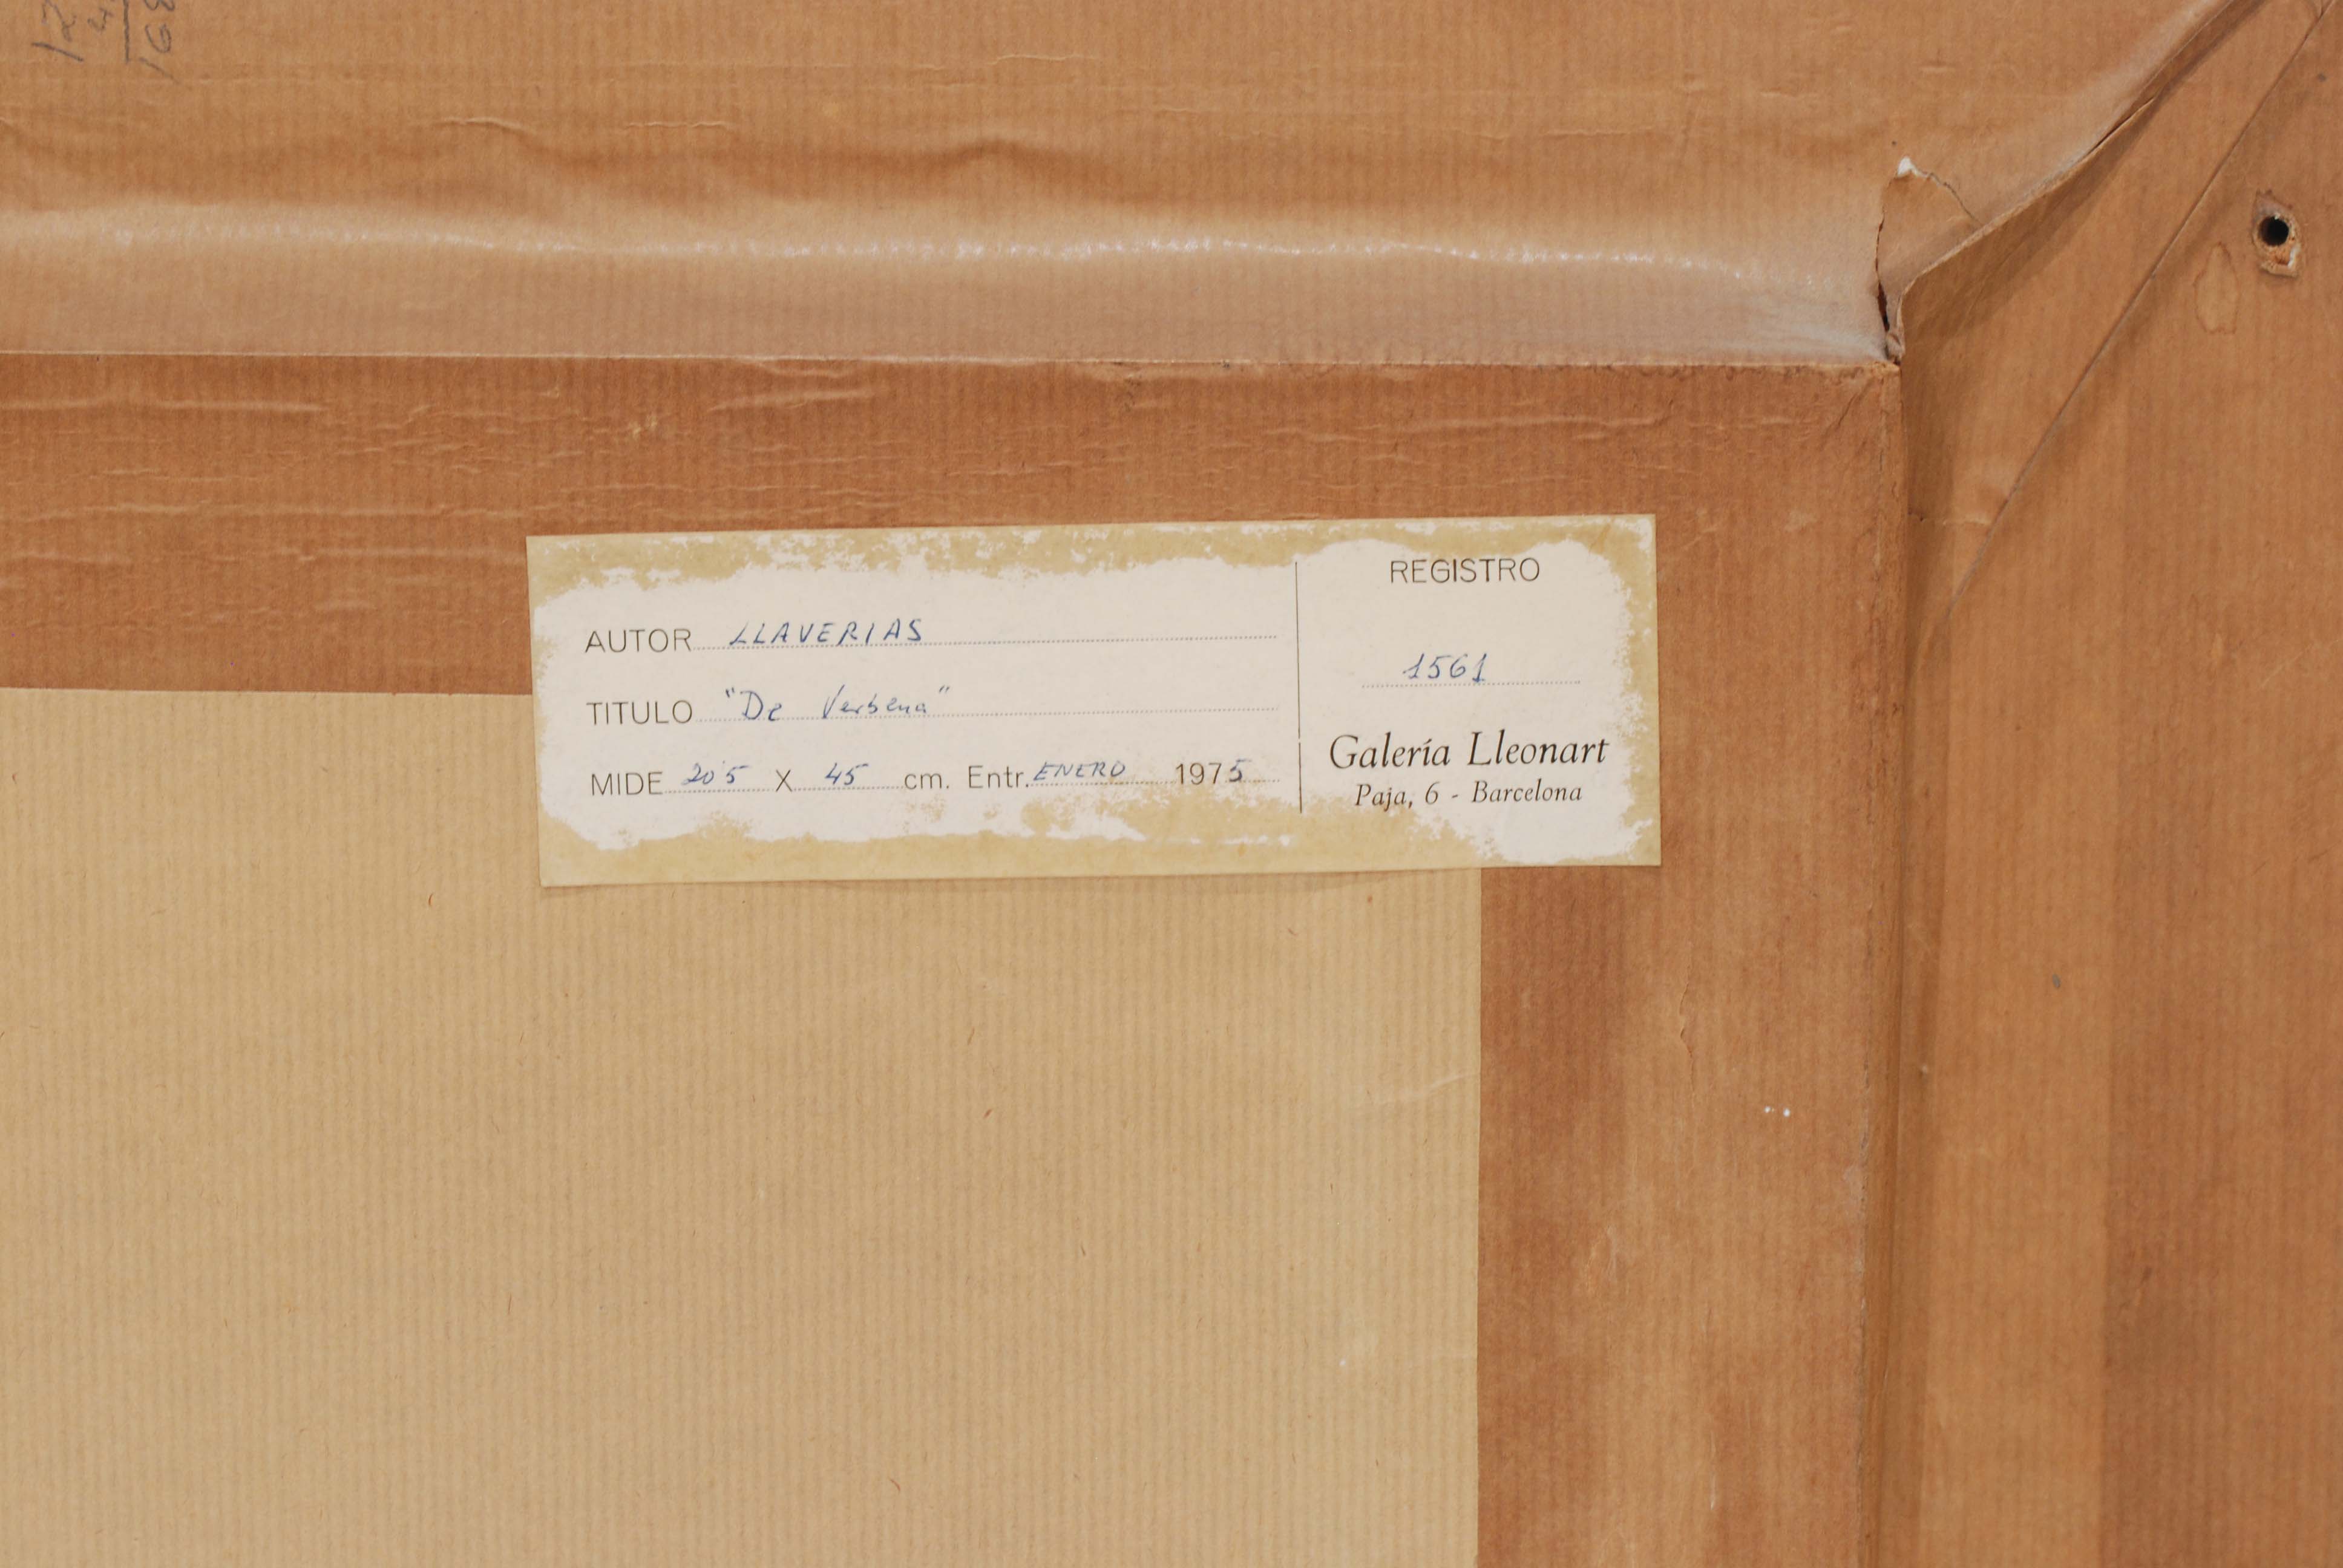 AUTOR LLAVERIAS
TITULO "De Verbena"
MIDE 20'5 X 45 cm. Entr. ENERO 1975
REGISTRO
1561
Galería Lleonart
Paja, 6 - Barcelona